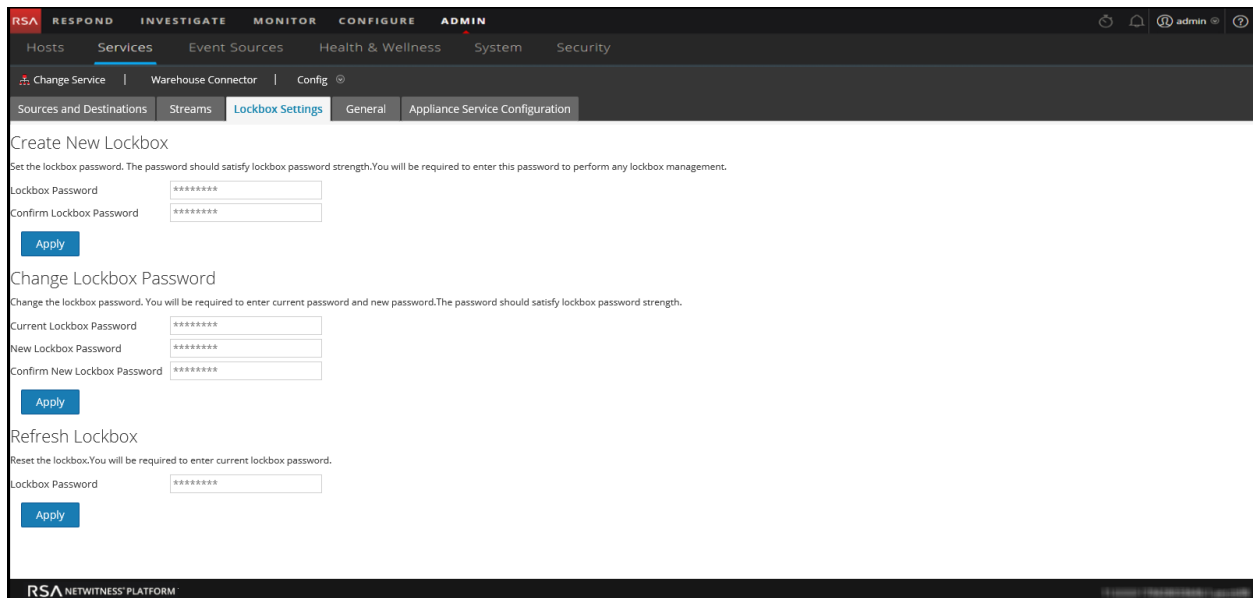 RSA RESPOND INVESTIGATE MONITOR CONFIGURE ADMIN admin
Hosts Services Event Sources Health & Wellness System Security
Change Service | Warehouse Connector | Config
Sources and Destinations Streams Lockbox Settings General Appliance Service Configuration
Create New Lockbox
Set the lockbox password. The password should satisfy lockbox password strength.You will be required to enter this password to perform any lockbox management.
Lockbox Password ********
Confirm Lockbox Password ********
Apply
Change Lockbox Password
Change the lockbox password. You will be required to enter current password and new password.The password should satisfy lockbox password strength.
Current Lockbox Password ********
New Lockbox Password ********
Confirm New Lockbox Password ********
Apply
Refresh Lockbox
Reset the lockbox.You will be required to enter current lockbox password.
Lockbox Password ********
Apply
RSA NETWITNESS® PLATFORM